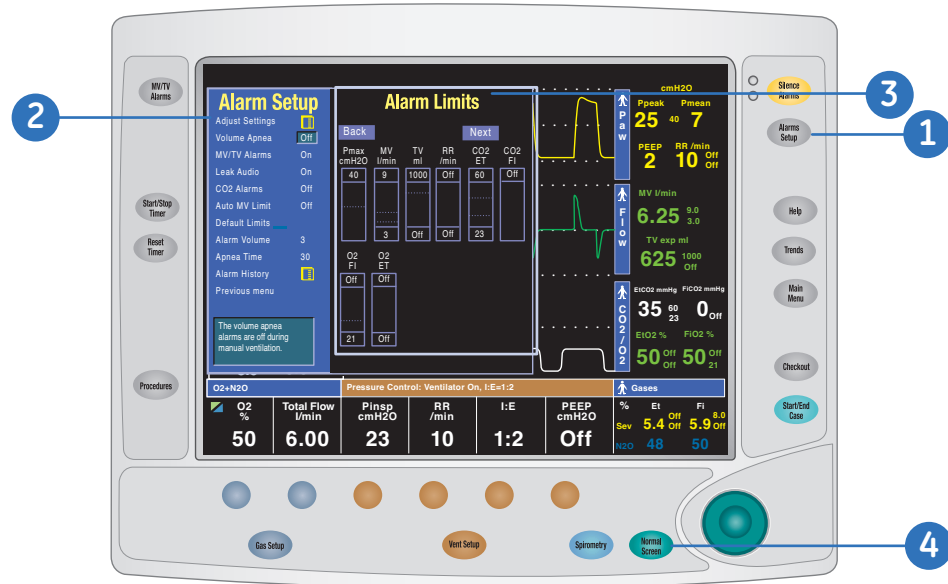 MV/TV
Alarms
Start/Stop
Timer
Reset
Timer
Procedures
2
Alarm Setup
Adjust Settings
Volume Apnea Off
MV/TV Alarms On
Leak Audio On
CO2 Alarms Off
Auto MV Limit Off
Default Limits
Alarm Volume 3
Apnea Time 30
Alarm History
Previous menu
The volume apnea
alarms are off during
manual ventilation.
Alarm Limits
Back Next
Pmax MV TV RR CO2 CO2
cmH2O l/min ml /min ET FI
40 9 1000 Off 60 Off
3 Off Off 23
O2 O2
FI ET
Off Off
21 Off
3
Paw
cmH2O
Ppeak Pmean
25 40 7
PEEP RR /min
2 10 Off
Off
Flow
MV l/min
6.25 9.0
3.0
TV exp ml
625 1000
Off
CO2/O2
EtCO2 mmHg FiCO2 mmHg
35 60
23 0 Off
EtO2 % FiO2 %
50 Off
Off 50 Off
21
O2+N2O
Pressure Control: Ventilator On, I:E=1:2
Gases
O2
%
50
Total Flow
l/min
6.00
Pinsp
cmH2O
23
RR
/min
10
I:E
1:2
PEEP
cmH2O
Off
% Et Fi
Sev 5.4 Off
Off 5.9 8.0
Off
N2O 48 50
Silence
Alarms
Alarms
Setup
1
Help
Trends
Main
Menu
Checkout
Start/End
Case
Gas Setup
Vent Setup
Spirometry
Normal
Screen
4